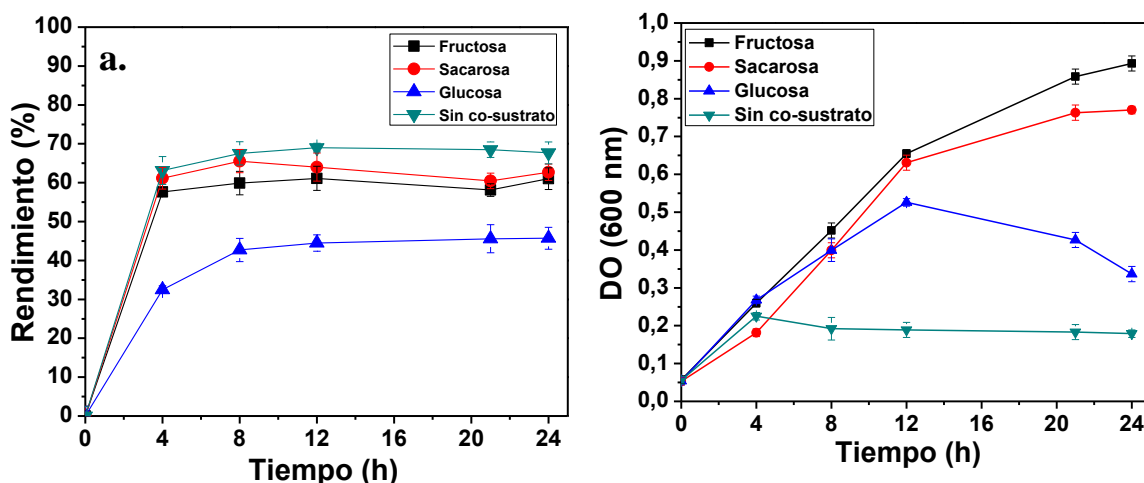 a.
Rendimiento (%)
100
90
80
70
60
50
40
30
20
10
0
Fructosa
Sacarosa
Glucosa
Sin co-sustrato
0 4 8 12 16 20 24
Tiempo (h)
DO (600 nm)
1,0
0,9
0,8
0,7
0,6
0,5
0,4
0,3
0,2
0,1
0,0
Fructosa
Sacarosa
Glucosa
Sin co-sustrato
0 4 8 12 16 20 24
Tiempo (h)